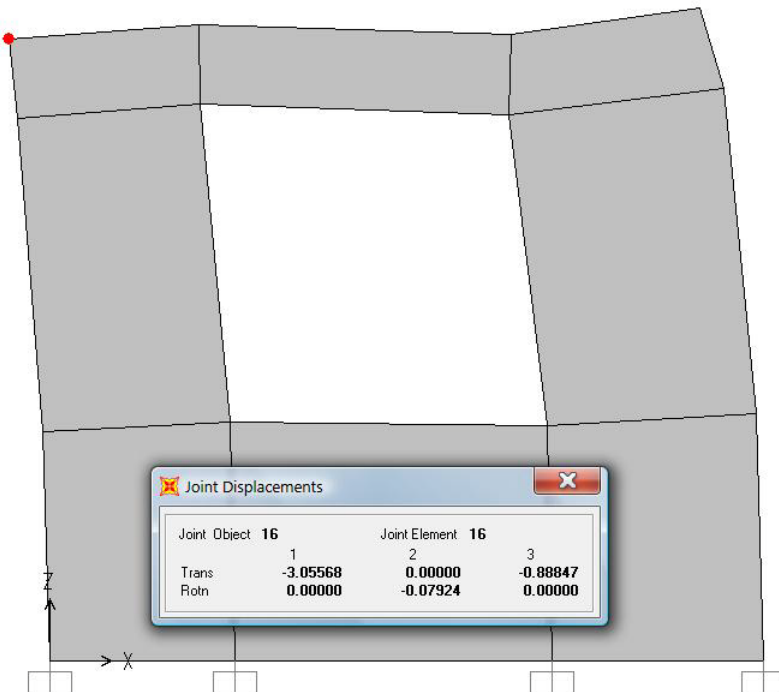 Joint Displacements
Joint Object 16 Joint Element 16
1 2 3
Trans -3.05568 0.00000 -0.88847
Rotn 0.00000 -0.07924 0.00000
Z
X